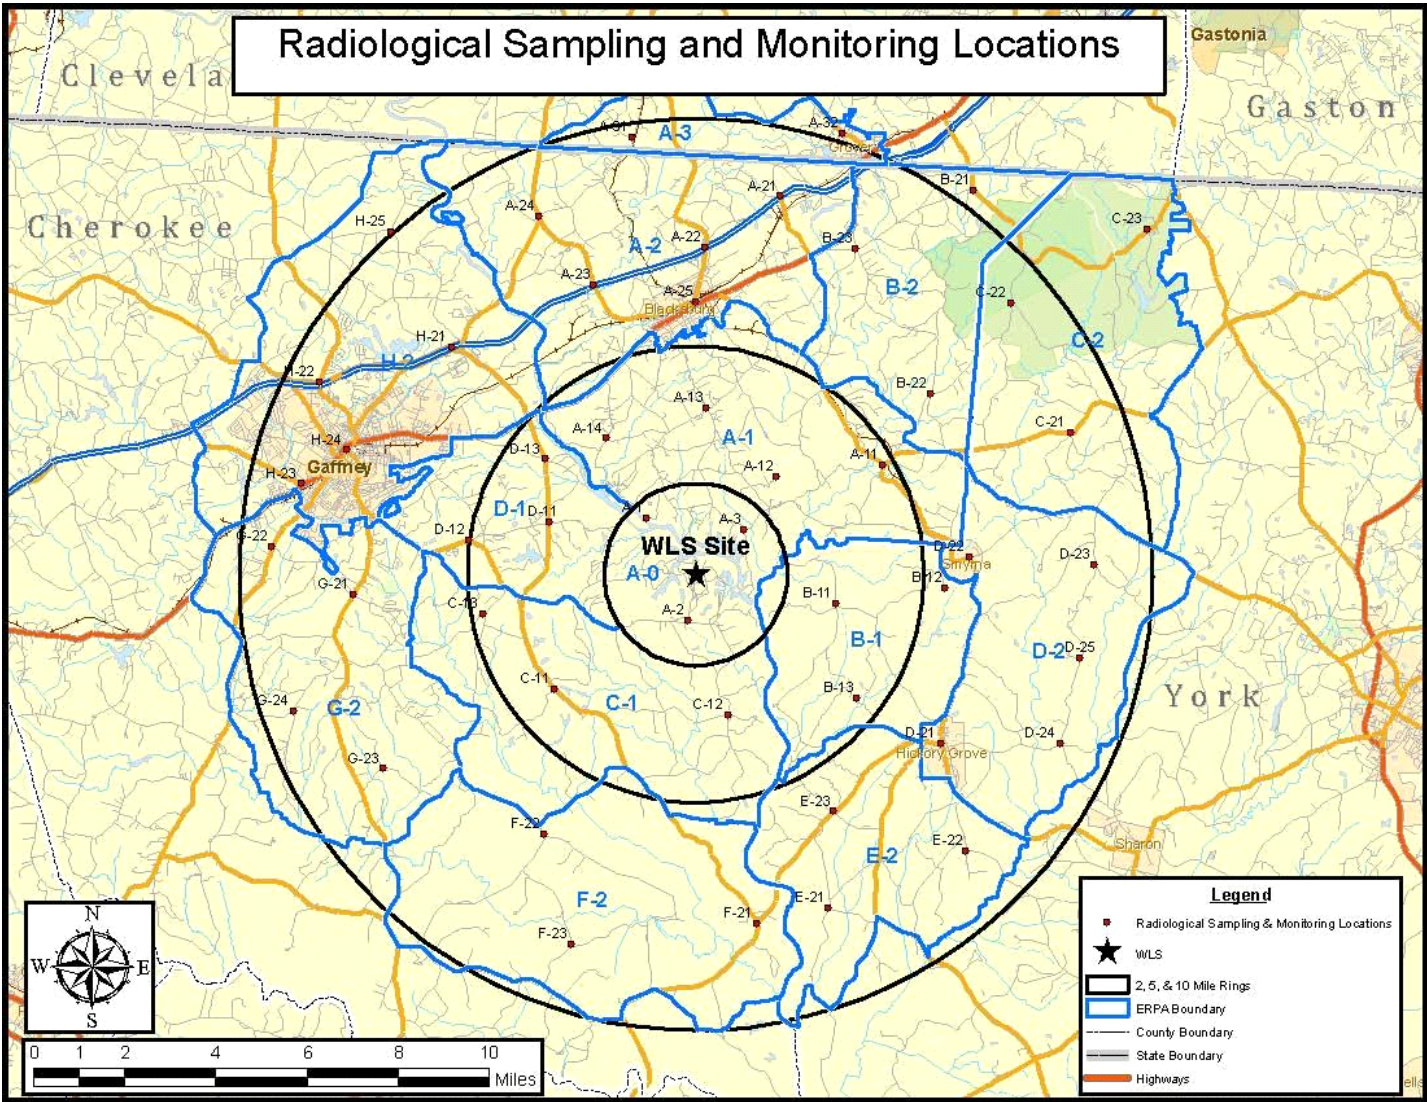 Radiological Sampling and Monitoring Locations
Gastonia
Clevela
Gaston
A-31
A-3
A-32
Grover
A-21
B-21
A-24
C-23
Cherokee
H-25
A-2
A-22
B-23
A-23
B-2
A-25
C-22
Blacksburg
H-21
C-2
H-2
H-22
B-22
A-13
C-21
A-14
A-1
H-24
D-13
A-11
Gaffney
A-12
H-23
D-1
D-11
A-1
A-3
D-12
G-22
WLS Site
D-22
D-23
Smyrna
A-0
B-12
G-21
C-13
B-11
A-2
B-1
D-2
D-25
C-11
B-13
York
G-24
G-2
C-1
C-12
D-21
D-24
Hickory Grove
G-23
E-23
F-22
E-22
Sharon
E-2
F-2
E-21
F-21
F-23
N
W
E
S
0 1 2 4 6 8 10
Miles
Legend
Radiological Sampling & Monitoring Locations
WLS
2, 5, & 10 Mile Rings
ERPA Boundary
County Boundary
State Boundary
Highways